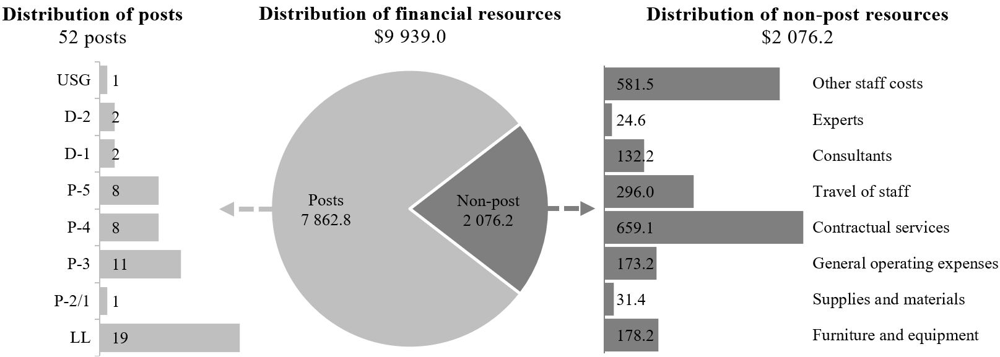 Distribution of posts
52 posts
USG 1
D-2 2
D-1 2
P-5 8
P-4 8
P-3 11
P-2/1 1
LL 19
Distribution of financial resources
$9 939.0
Posts
7 862.8
Non-post
2 076.2
Distribution of non-post resources
$2 076.2
581.5 Other staff costs
24.6 Experts
132.2 Consultants
296.0 Travel of staff
659.1 Contractual services
173.2 General operating expenses
31.4 Supplies and materials
178.2 Furniture and equipment